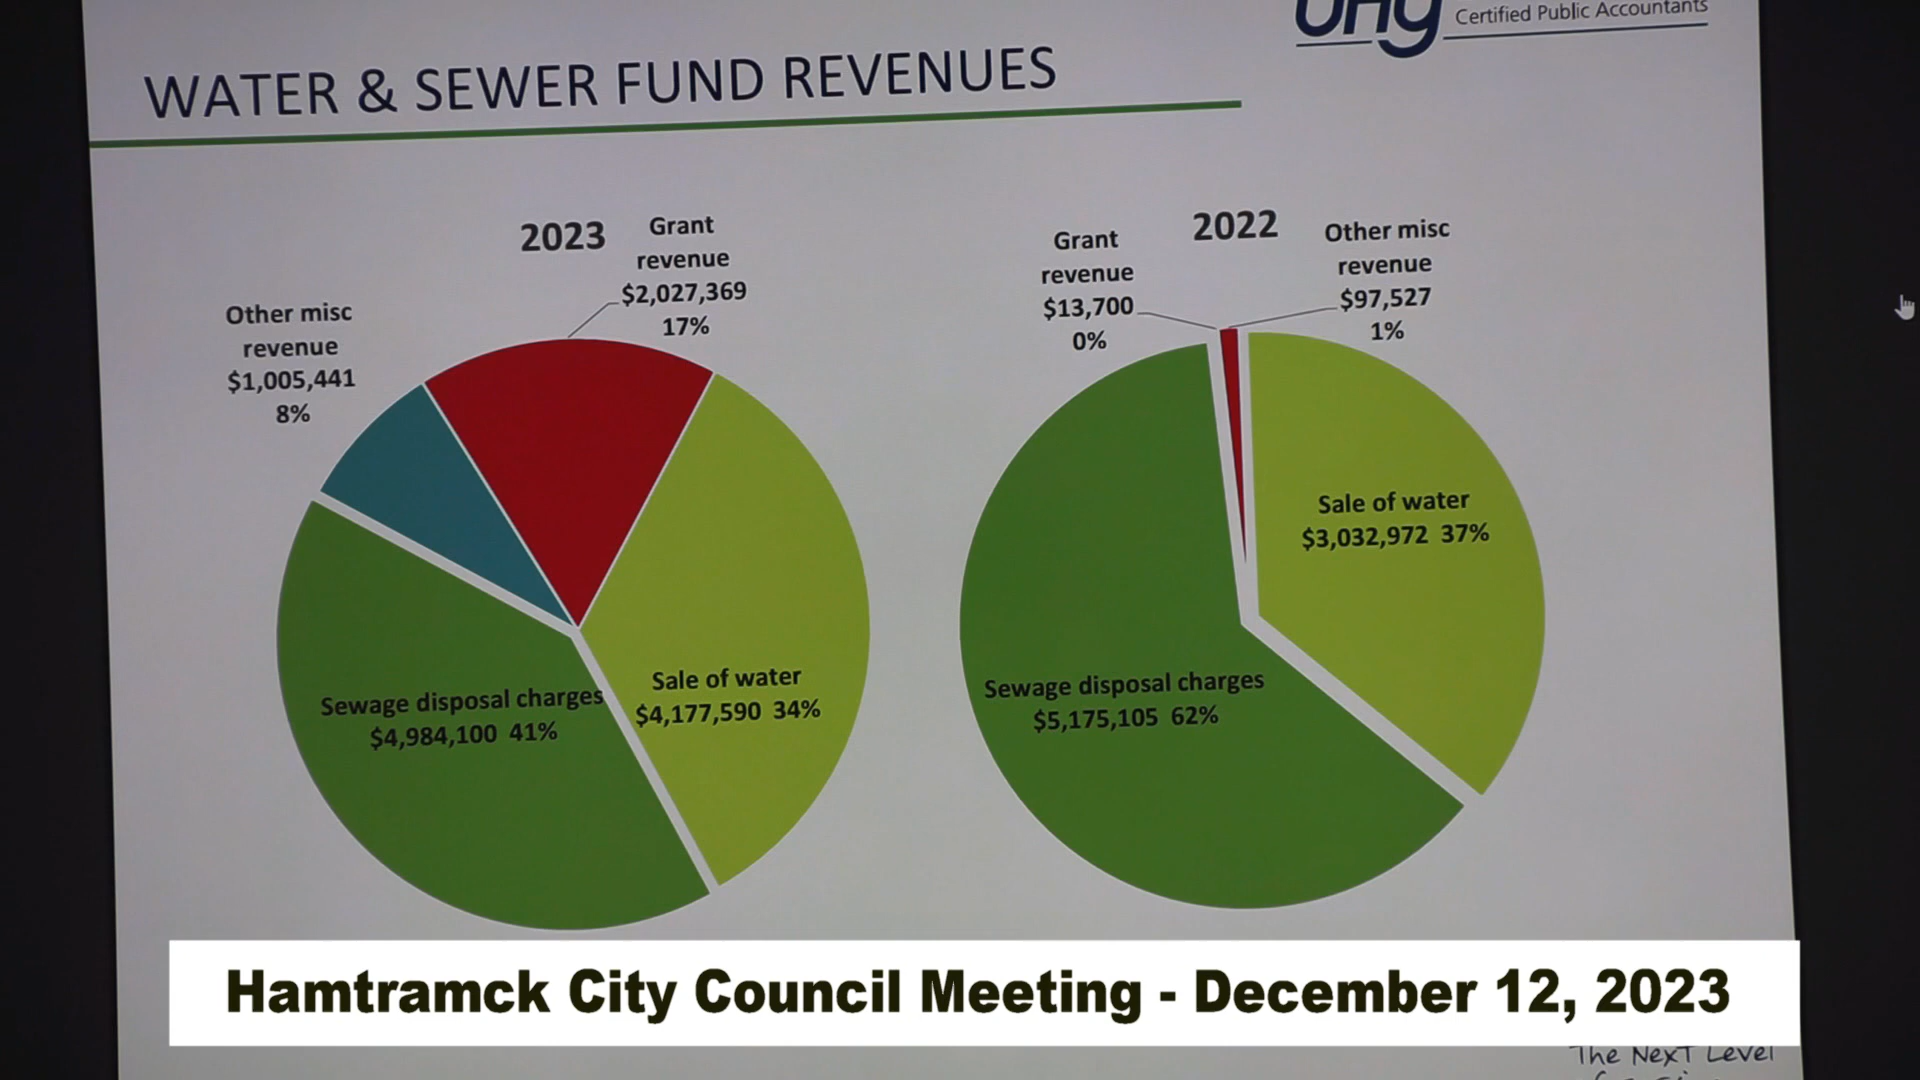 UHy
Certified Public Accountants
WATER & SEWER FUND REVENUES
2023
Grant
revenue
$2,027,369
17%
Other misc
revenue
$1,005,441
8%
Sewage disposal charges
$4,984,100 41%
Sale of water
$4,177,590 34%
2022
Grant
revenue
$13,700
0%
Other misc
revenue
$97,527
1%
Sale of water
$3,032,972 37%
Sewage disposal charges
$5,175,105 62%
Hamtramck City Council Meeting - December 12, 2023
The Next Level